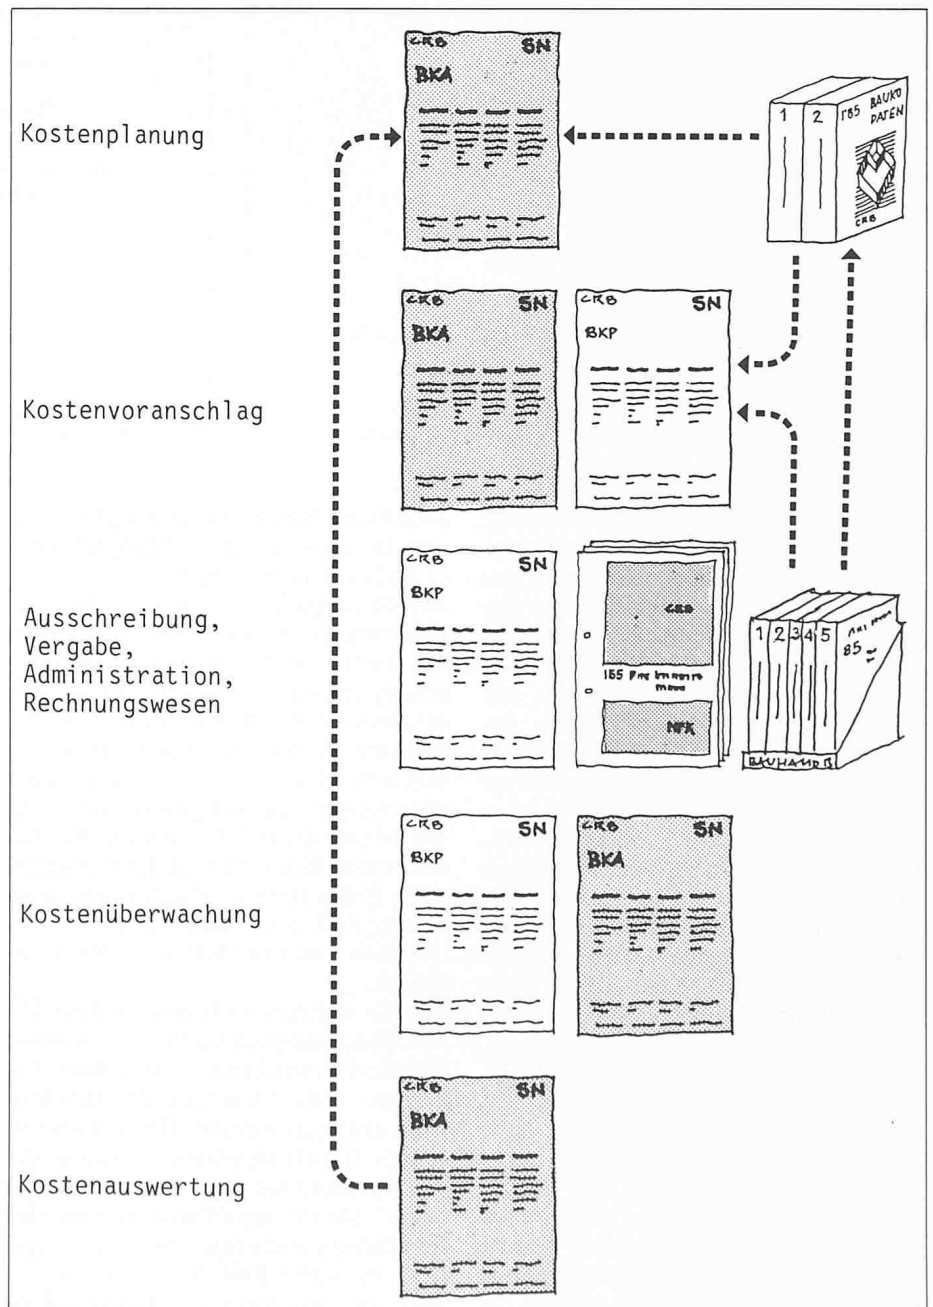 CRB SN
BKA
Kostenplanung
1 2 185 BAUKO
DATEN
CRB
CRB SN
BKA
CRB SN
BKP
Kostenvoranschlag
CRB SN
BKP
CRB
NPK
Ausschreibung,
Vergabe,
Administration,
Rechnungswesen
1 2 3 4 5
85
BAUHANDB
CRB SN
BKP
CRB SN
BKA
Kostenüberwachung
CRB SN
BKA
Kostenauswertung